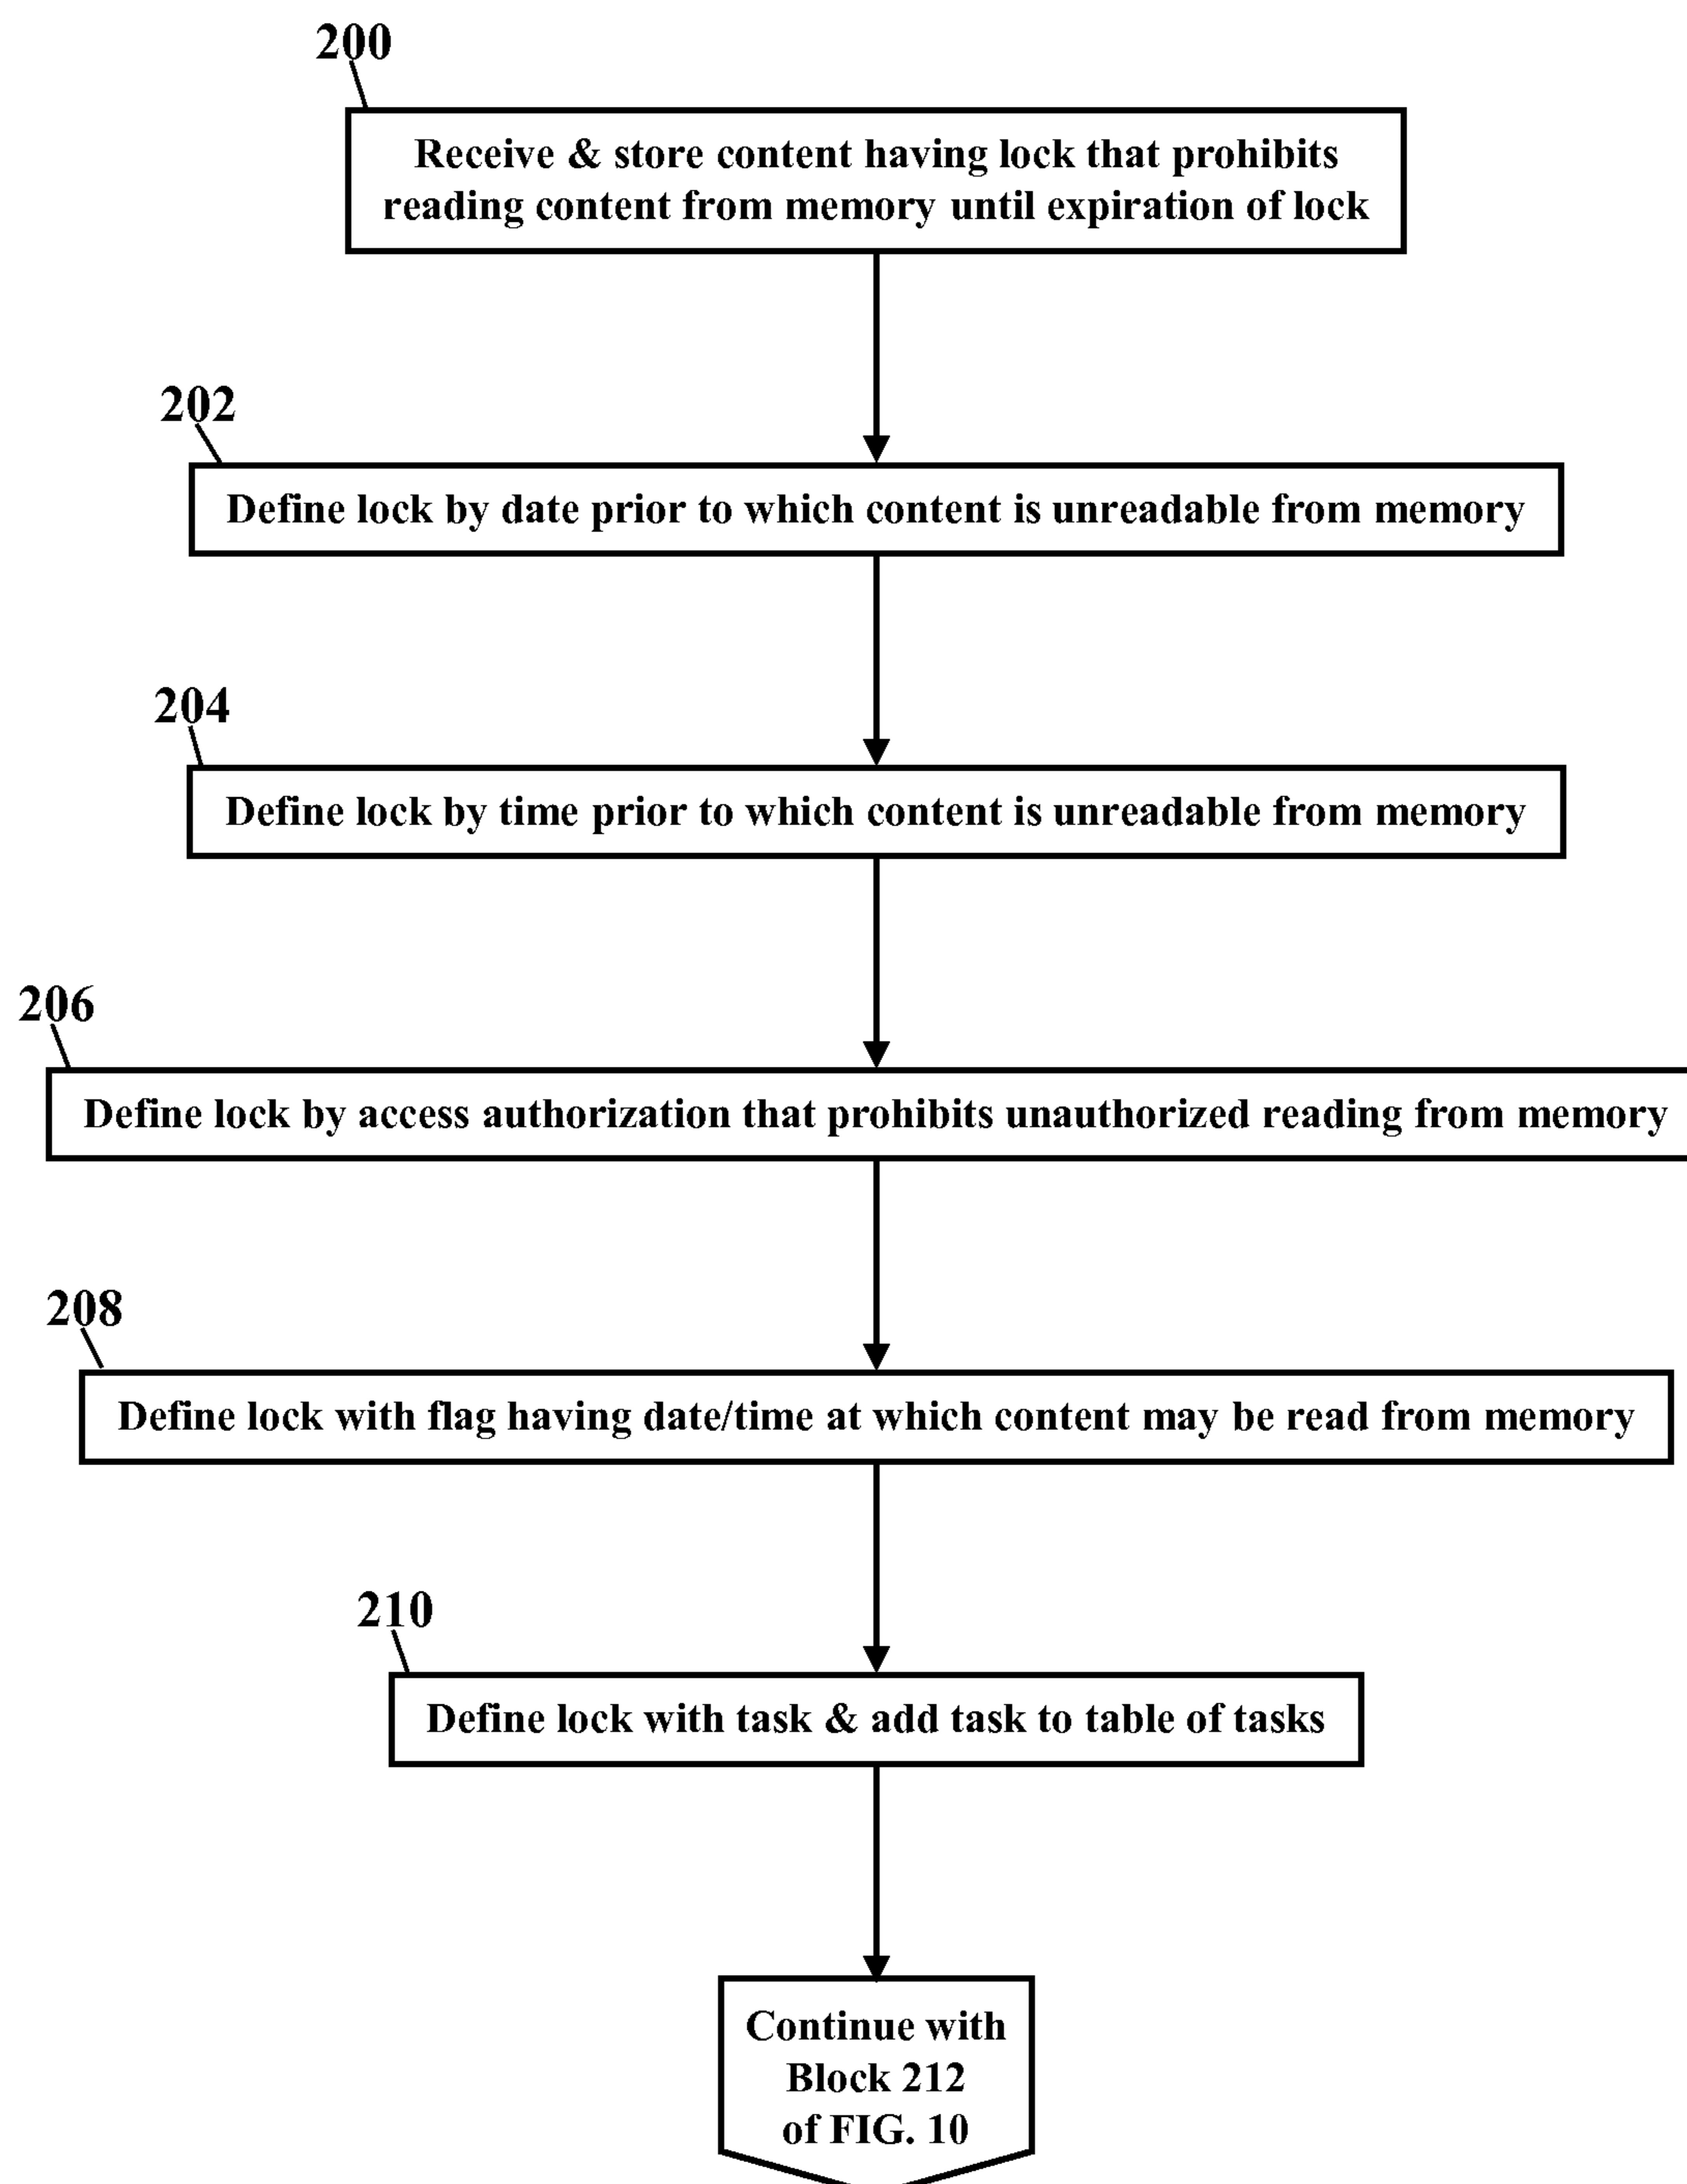 200
Receive & store content having lock that prohibits
reading content from memory until expiration of lock
202
Define lock by date prior to which content is unreadable from memory
204
Define lock by time prior to which content is unreadable from memory
206
Define lock by access authorization that prohibits unauthorized reading from memory
208
Define lock with flag having date/time at which content may be read from memory
210
Define lock with task & add task to table of tasks
Continue with
Block 212
of FIG. 10